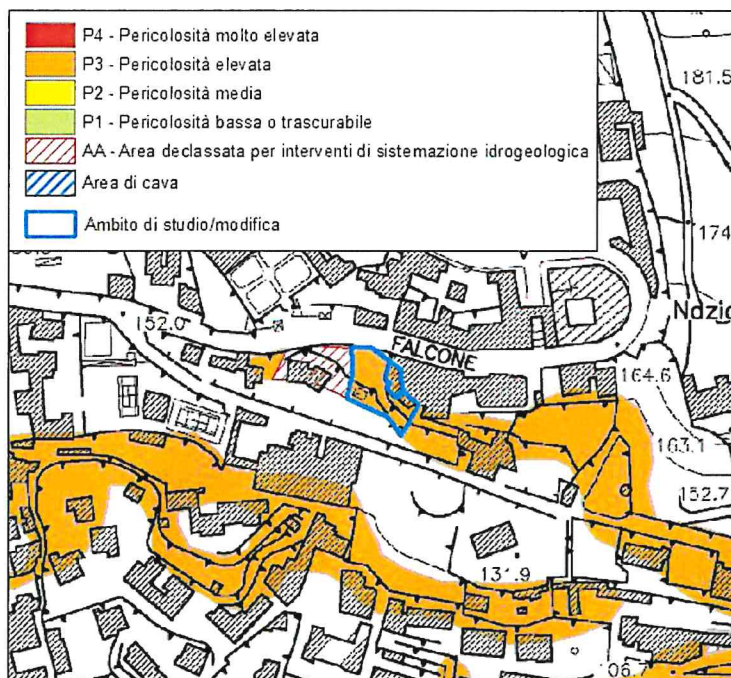 P4 - Pericolosità molto elevata
P3 - Pericolosità elevata
P2 - Pericolosità media
P1 - Pericolosità bassa o trascurabile
AA - Area declassata per interventi di sistemazione idrogeologica
Area di cava
Ambito di studio/modifica
181.5
174
152.0
FALCONE
164.6
163.1
152.7
131.9
106.7